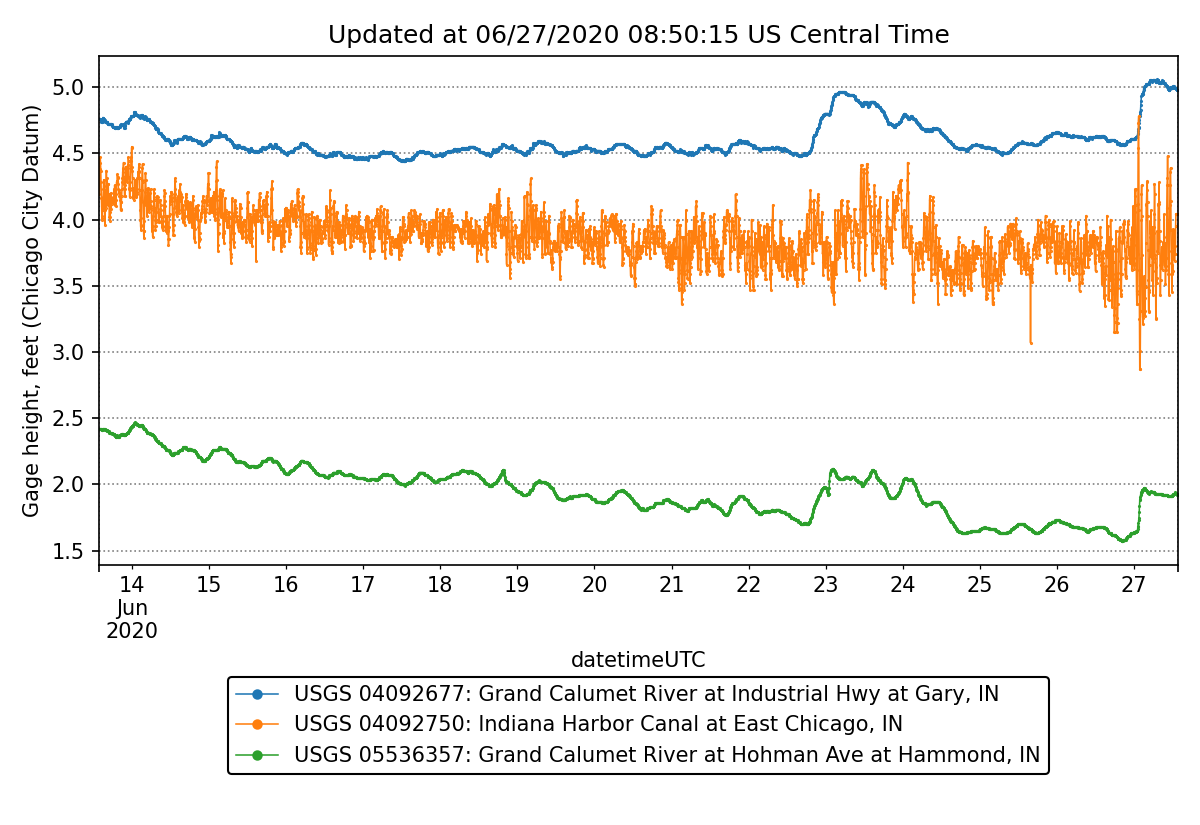 Updated at 06/27/2020 08:50:15 US Central Time
Gage height, feet (Chicago City Datum)
5.0
4.5
4.0
3.5
3.0
2.5
2.0
1.5
14 15 16 17 18 19 20 21 22 23 24 25 26 27
Jun
2020
datetimeUTC
USGS 04092677: Grand Calumet River at Industrial Hwy at Gary, IN
USGS 04092750: Indiana Harbor Canal at East Chicago, IN
USGS 05536357: Grand Calumet River at Hohman Ave at Hammond, IN